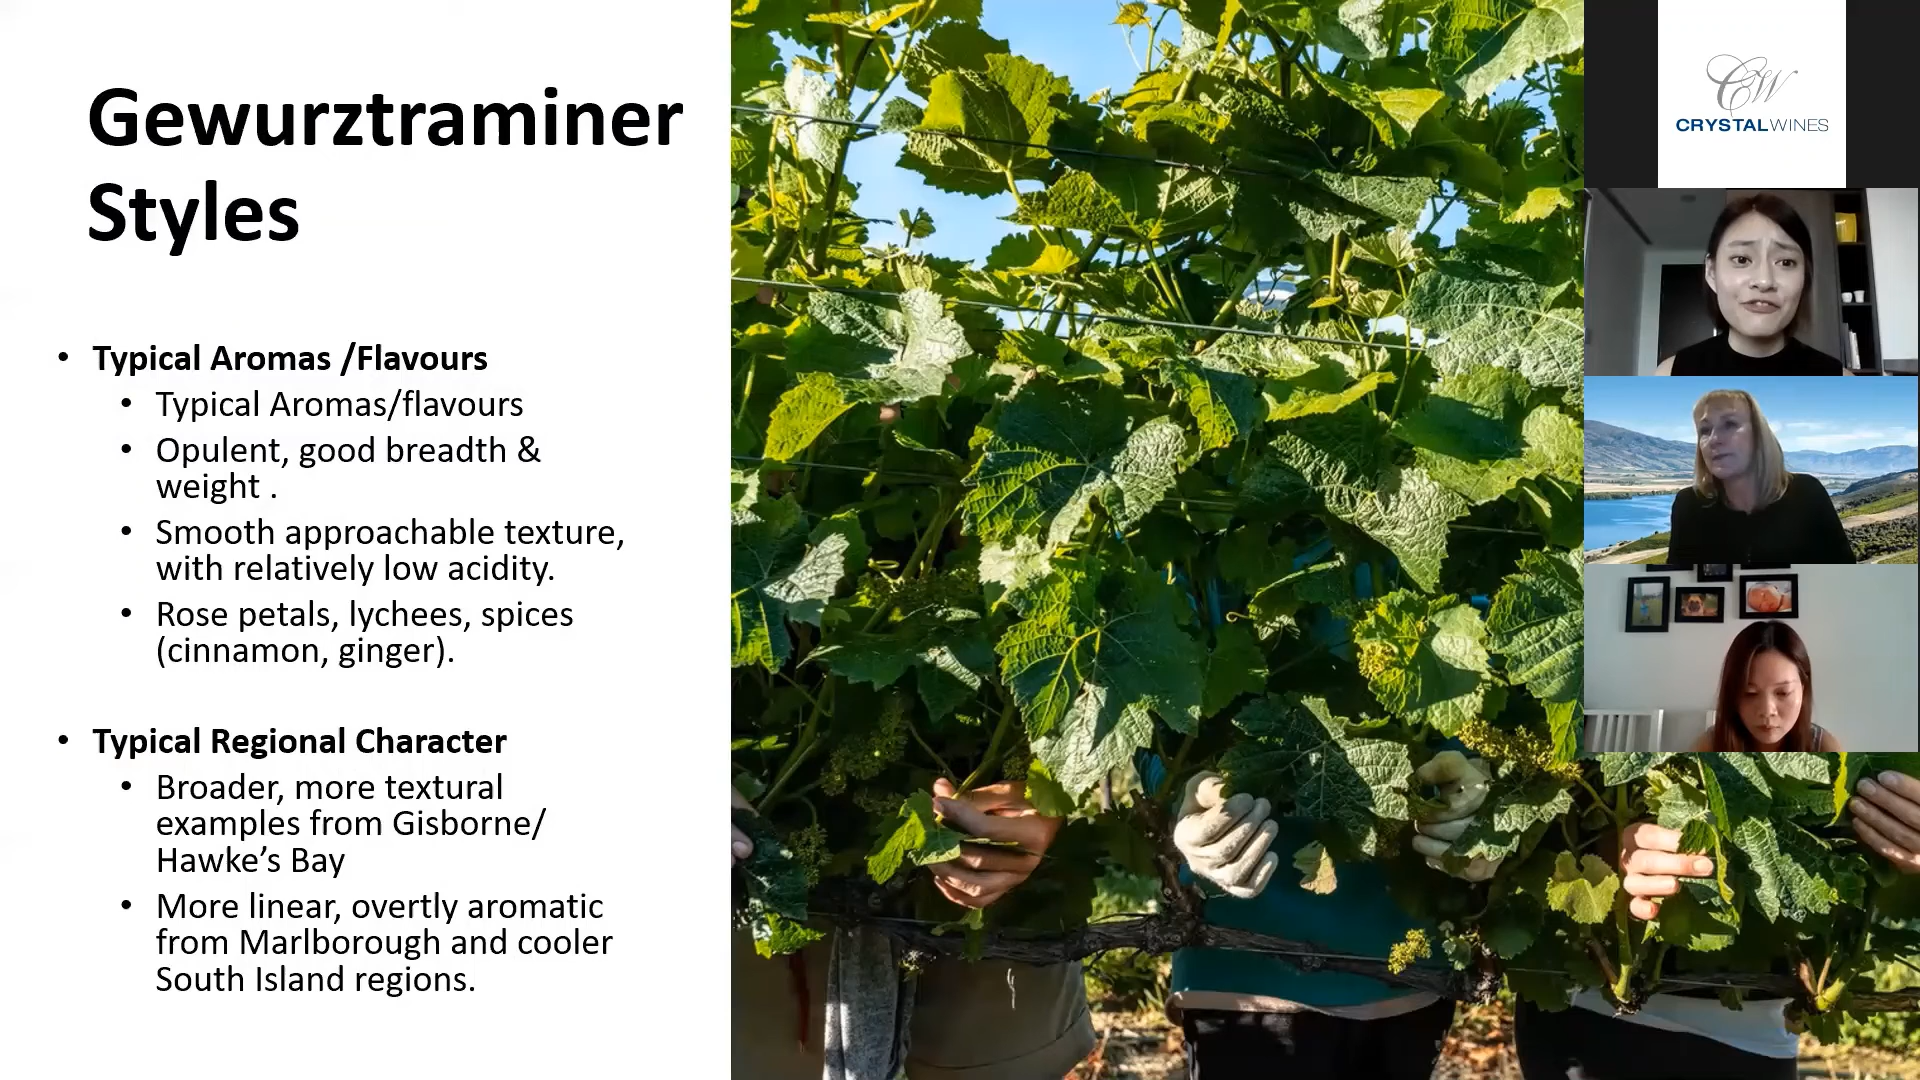 Gewurztraminer
Styles
• Typical Aromas /Flavours
• Typical Aromas/flavours
• Opulent, good breadth &
weight .
• Smooth approachable texture,
with relatively low acidity.
• Rose petals, lychees, spices
(cinnamon, ginger).
• Typical Regional Character
• Broader, more textural
examples from Gisborne/
Hawke’s Bay
• More linear, overtly aromatic
from Marlborough and cooler
South Island regions.
CW
CRYSTALWINES